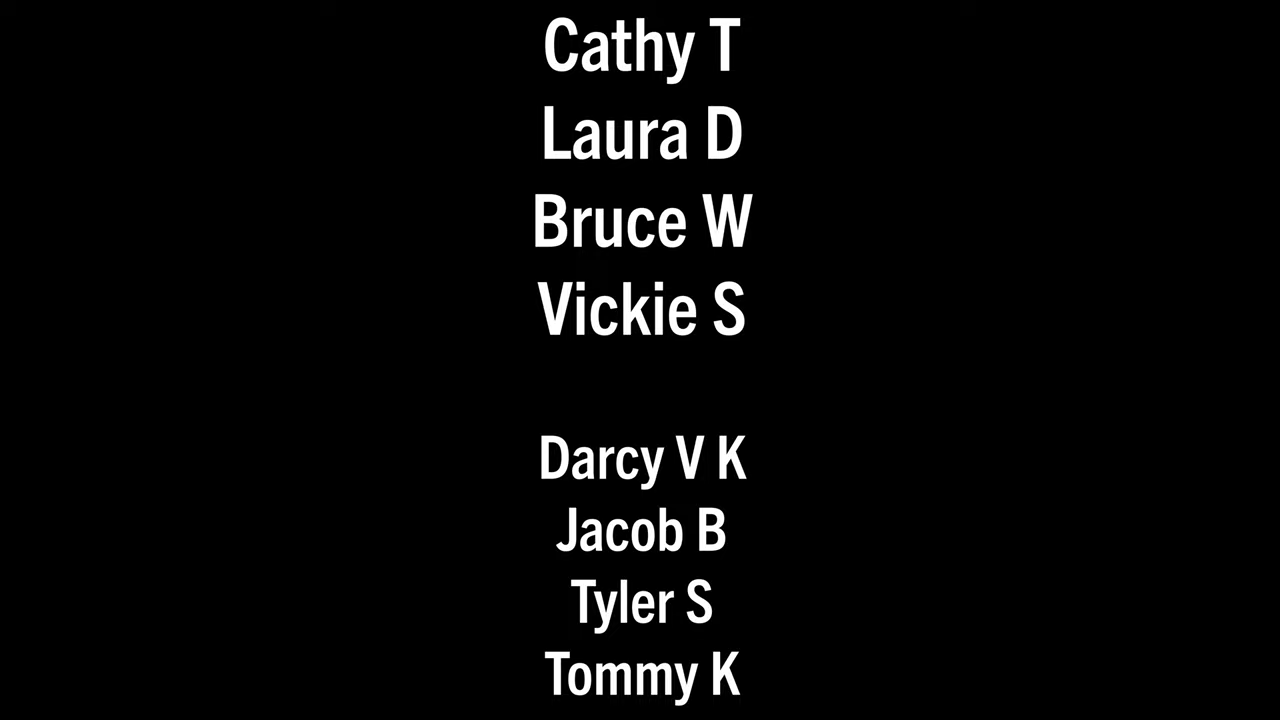 Cathy T
Laura D
Bruce W
Vickie S
Darcy V K
Jacob B
Tyler S
Tommy K